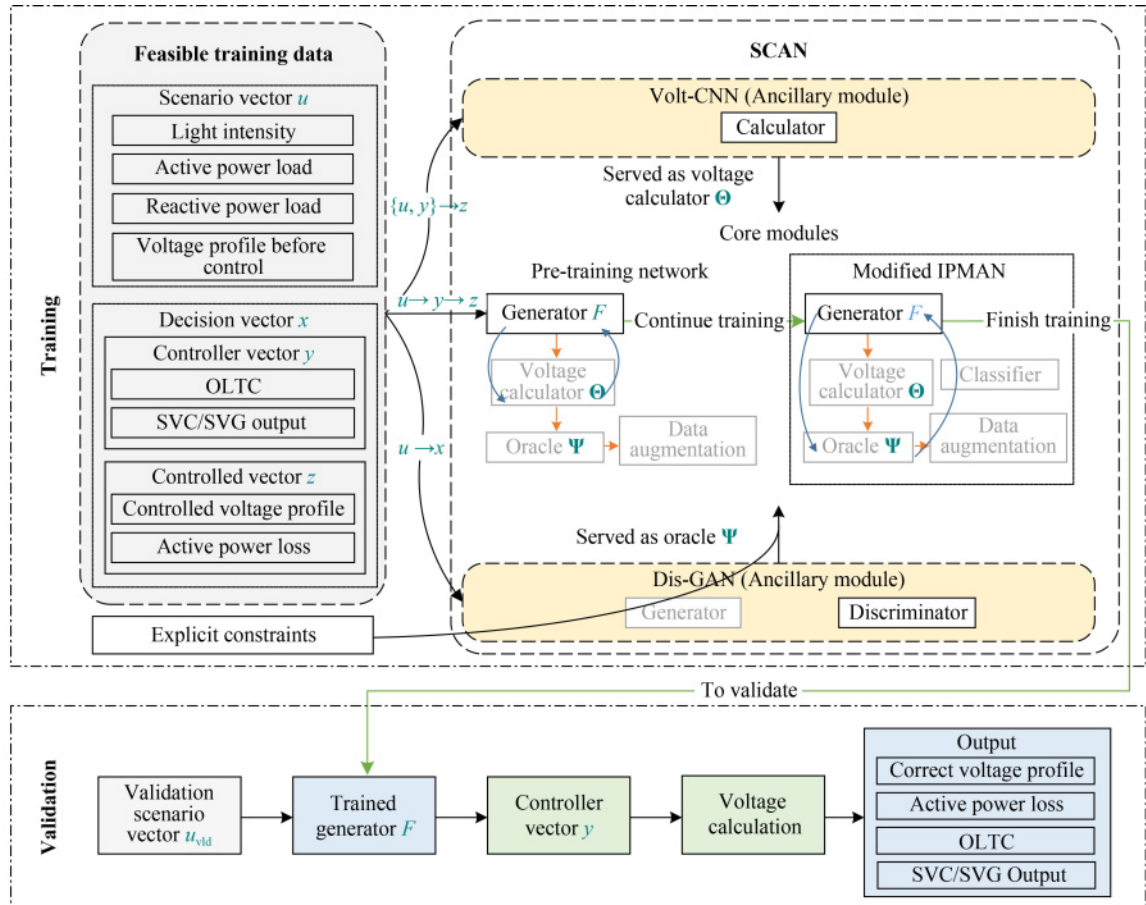 Training
Feasible training data
Scenario vector u
Light intensity
Active power load
Reactive power load
Voltage profile before
control
Decision vector x
Controller vector y
OLTC
SVC/SVG output
Controlled vector z
Controlled voltage profile
Active power loss
Explicit constraints
{u, y}→z
u→ y→ z
u →x
SCAN
Volt-CNN (Ancillary module)
Calculator
Served as voltage
calculator Θ
Core modules
Pre-training network
Generator F
Voltage
calculator Θ
Oracle Ψ
Data
augmentation
Continue training
Modified IPMAN
Generator F
Voltage
calculator Θ
Classifier
Oracle Ψ
Data
augmentation
Finish training
Served as oracle Ψ
Dis-GAN (Ancillary module)
Generator
Discriminator
To validate
Validation
Validation
scenario
vector u_vld
Trained
generator F
Controller
vector y
Voltage
calculation
Output
Correct voltage profile
Active power loss
OLTC
SVC/SVG Output